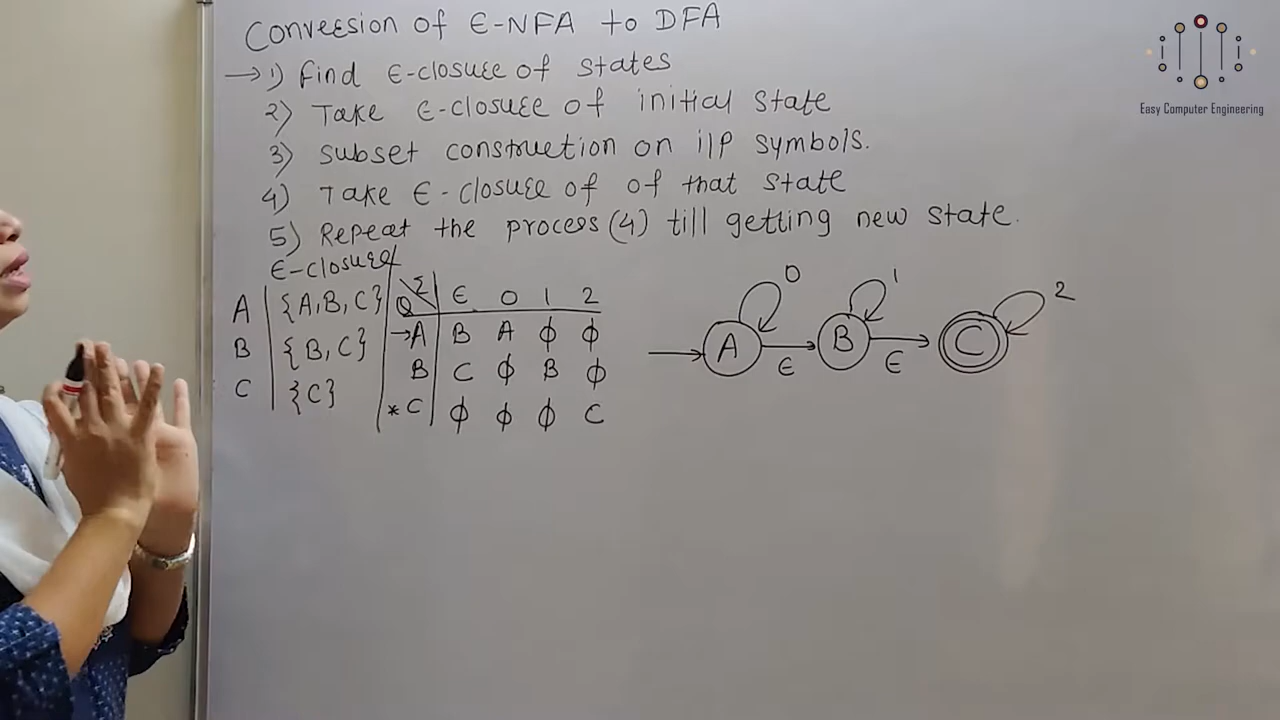 Conversion of ϵ-NFA to DFA
→ 1) Find ϵ-closure of states
2) Take ϵ-closure of initial state
3) Subset construction on i/p symbols.
4) Take ϵ-closure of of that state
5) Repeat the process (4) till getting new state.
ϵ-closure
A {A,B,C}
B {B,C}
C {C}
Q Σ ϵ 0 1 2
→A B A ϕ ϕ
B C ϕ B ϕ
*C ϕ ϕ ϕ C
0
1
2
A ϵ B ϵ C
Easy Computer Engineering